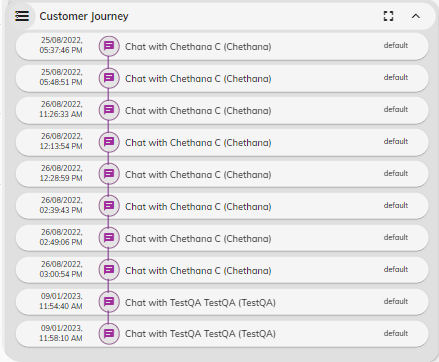 Customer Journey
25/08/2022,
05:37:46 PM
Chat with Chethana C (Chethana)
default
25/08/2022,
05:48:51 PM
Chat with Chethana C (Chethana)
default
26/08/2022,
11:26:33 AM
Chat with Chethana C (Chethana)
default
26/08/2022,
12:13:54 PM
Chat with Chethana C (Chethana)
default
26/08/2022,
12:28:59 PM
Chat with Chethana C (Chethana)
default
26/08/2022,
02:39:43 PM
Chat with Chethana C (Chethana)
default
26/08/2022,
02:49:06 PM
Chat with Chethana C (Chethana)
default
26/08/2022,
03:00:54 PM
Chat with Chethana C (Chethana)
default
09/01/2023,
11:54:40 AM
Chat with TestQA TestQA (TestQA)
default
09/01/2023,
11:58:10 AM
Chat with TestQA TestQA (TestQA)
default